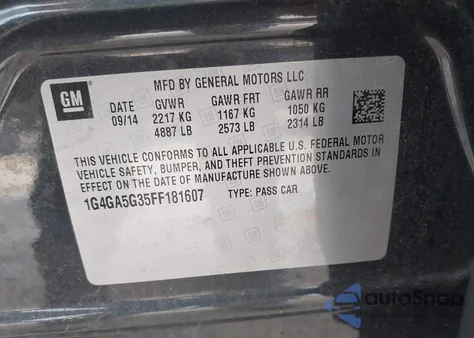 GM
MFD BY GENERAL MOTORS LLC
DATE GVWR GAWR FRT GAWR RR
09/14 2217 KG 1167 KG 1050 KG
4887 LB 2573 LB 2314 LB
THIS VEHICLE CONFORMS TO ALL APPLICABLE U.S. FEDERAL MOTOR
VEHICLE SAFETY, BUMPER, AND THEFT PREVENTION STANDARDS IN
EFFECT ON THE DATE OF MANUFACTURE SHOWN ABOVE.
1G4GA5G35FF181607 TYPE: PASS CAR
autoSnap